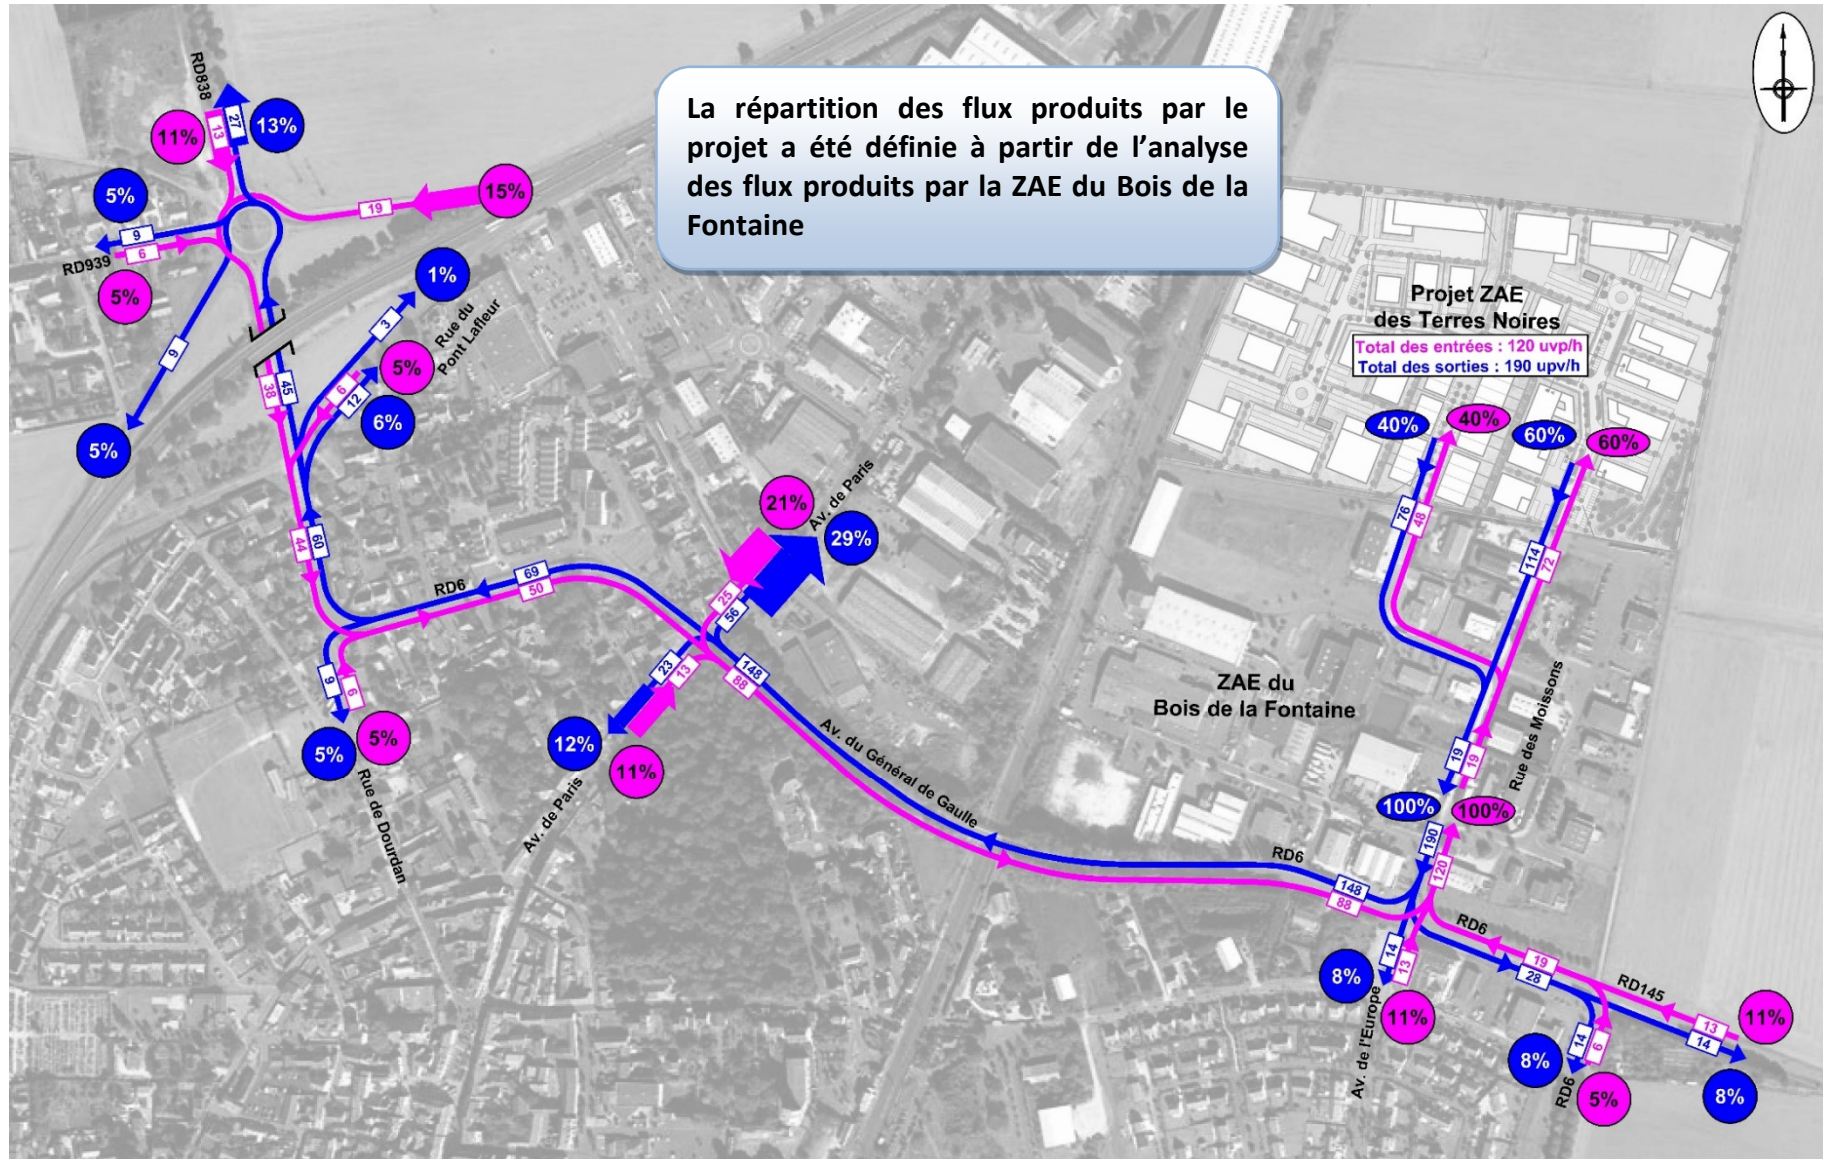 La répartition des flux produits par le
projet a été définie à partir de l'analyse
des flux produits par la ZAE du Bois de la
Fontaine
RD838
11%
13
27
13%
5%
9
RD939
6
5%
19
15%
9
5%
1%
3
Rue du
Pont Lafleur
5%
6
12
6%
38
45
44
60
RD6
69
50
9
6
5%
5%
Rue de Dourdan
21%
Av. de Paris
29%
25
56
23
13
12%
11%
Av. de Paris
148
88
Av. du Général de Gaulle
Projet ZAE
des Terres Noires
Total des entrées : 120 uvp/h
Total des sorties : 190 upv/h
40%
40%
60%
60%
76
48
114
72
ZAE du
Bois de la Fontaine
Rue des Moissons
19
19
100%
100%
190
120
RD6
148
88
RD6
14
13
8%
11%
Av. de l'Europe
19
28
RD145
13
14
11%
8%
14
6
8%
5%
RD6